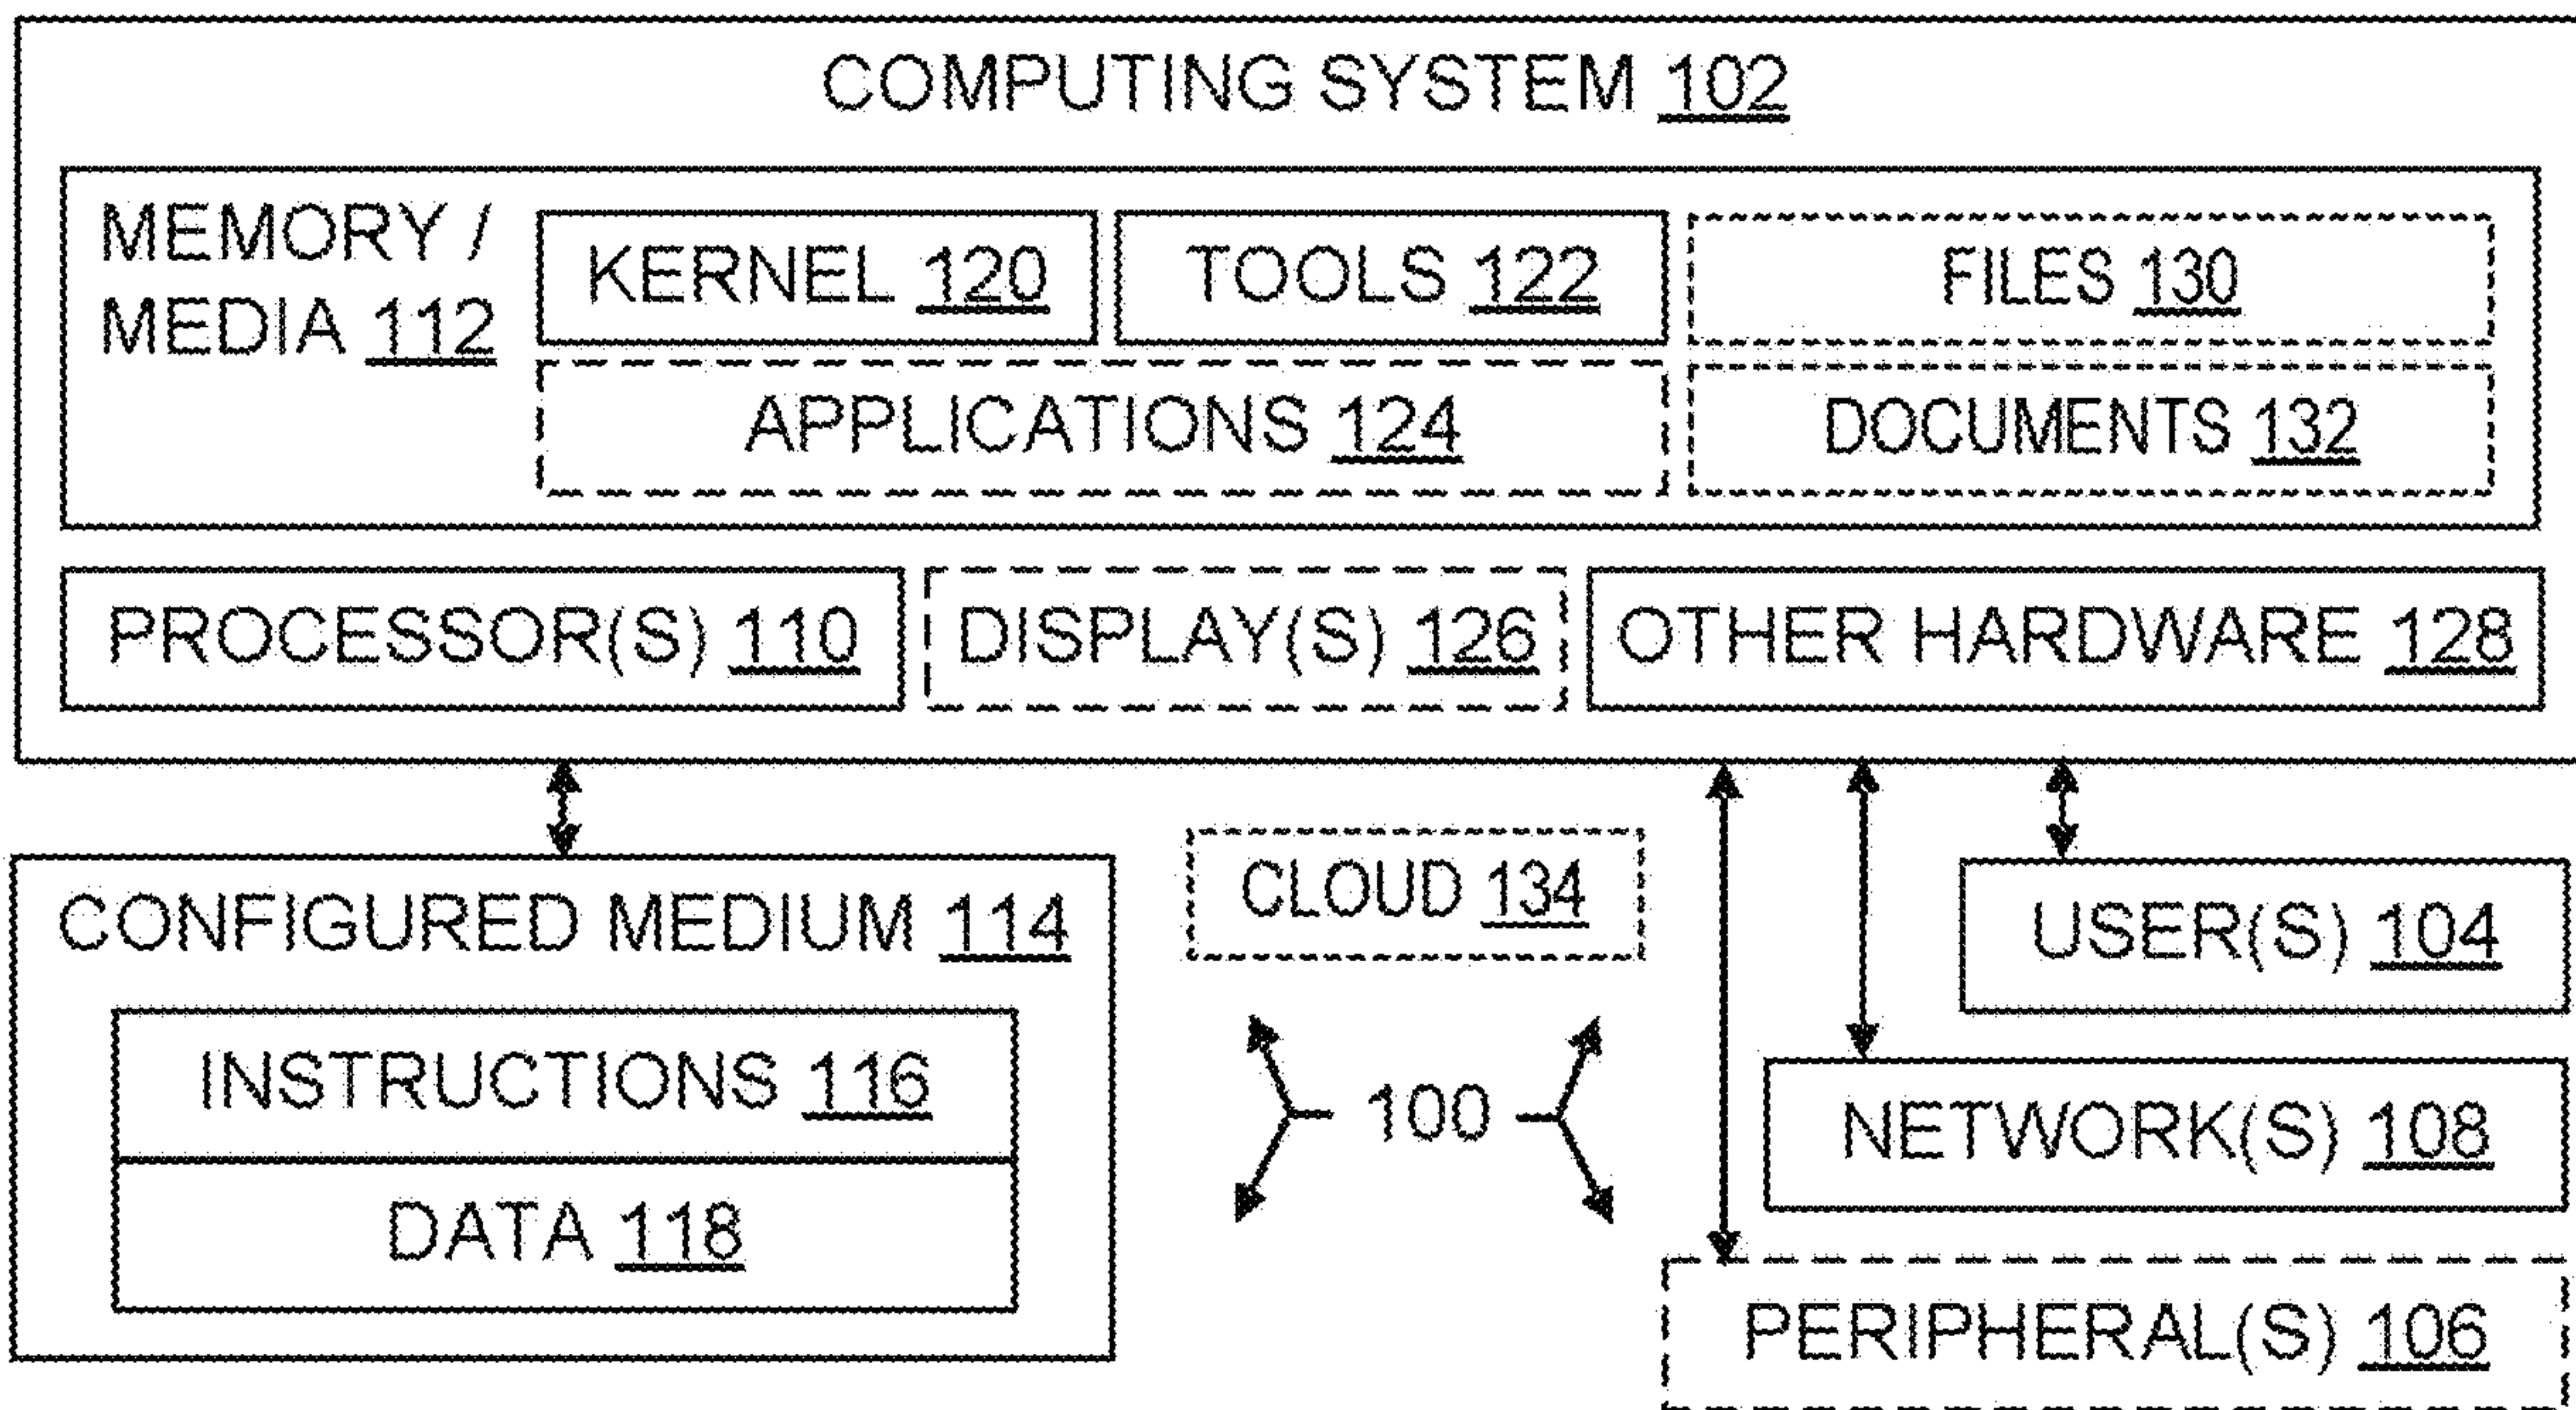 COMPUTING SYSTEM 102
MEMORY /
MEDIA 112
KERNEL 120
TOOLS 122
FILES 130
APPLICATIONS 124
DOCUMENTS 132
PROCESSOR(S) 110
DISPLAY(S) 126
OTHER HARDWARE 128
CONFIGURED MEDIUM 114
INSTRUCTIONS 116
DATA 118
CLOUD 134
100
USER(S) 104
NETWORK(S) 108
PERIPHERAL(S) 106